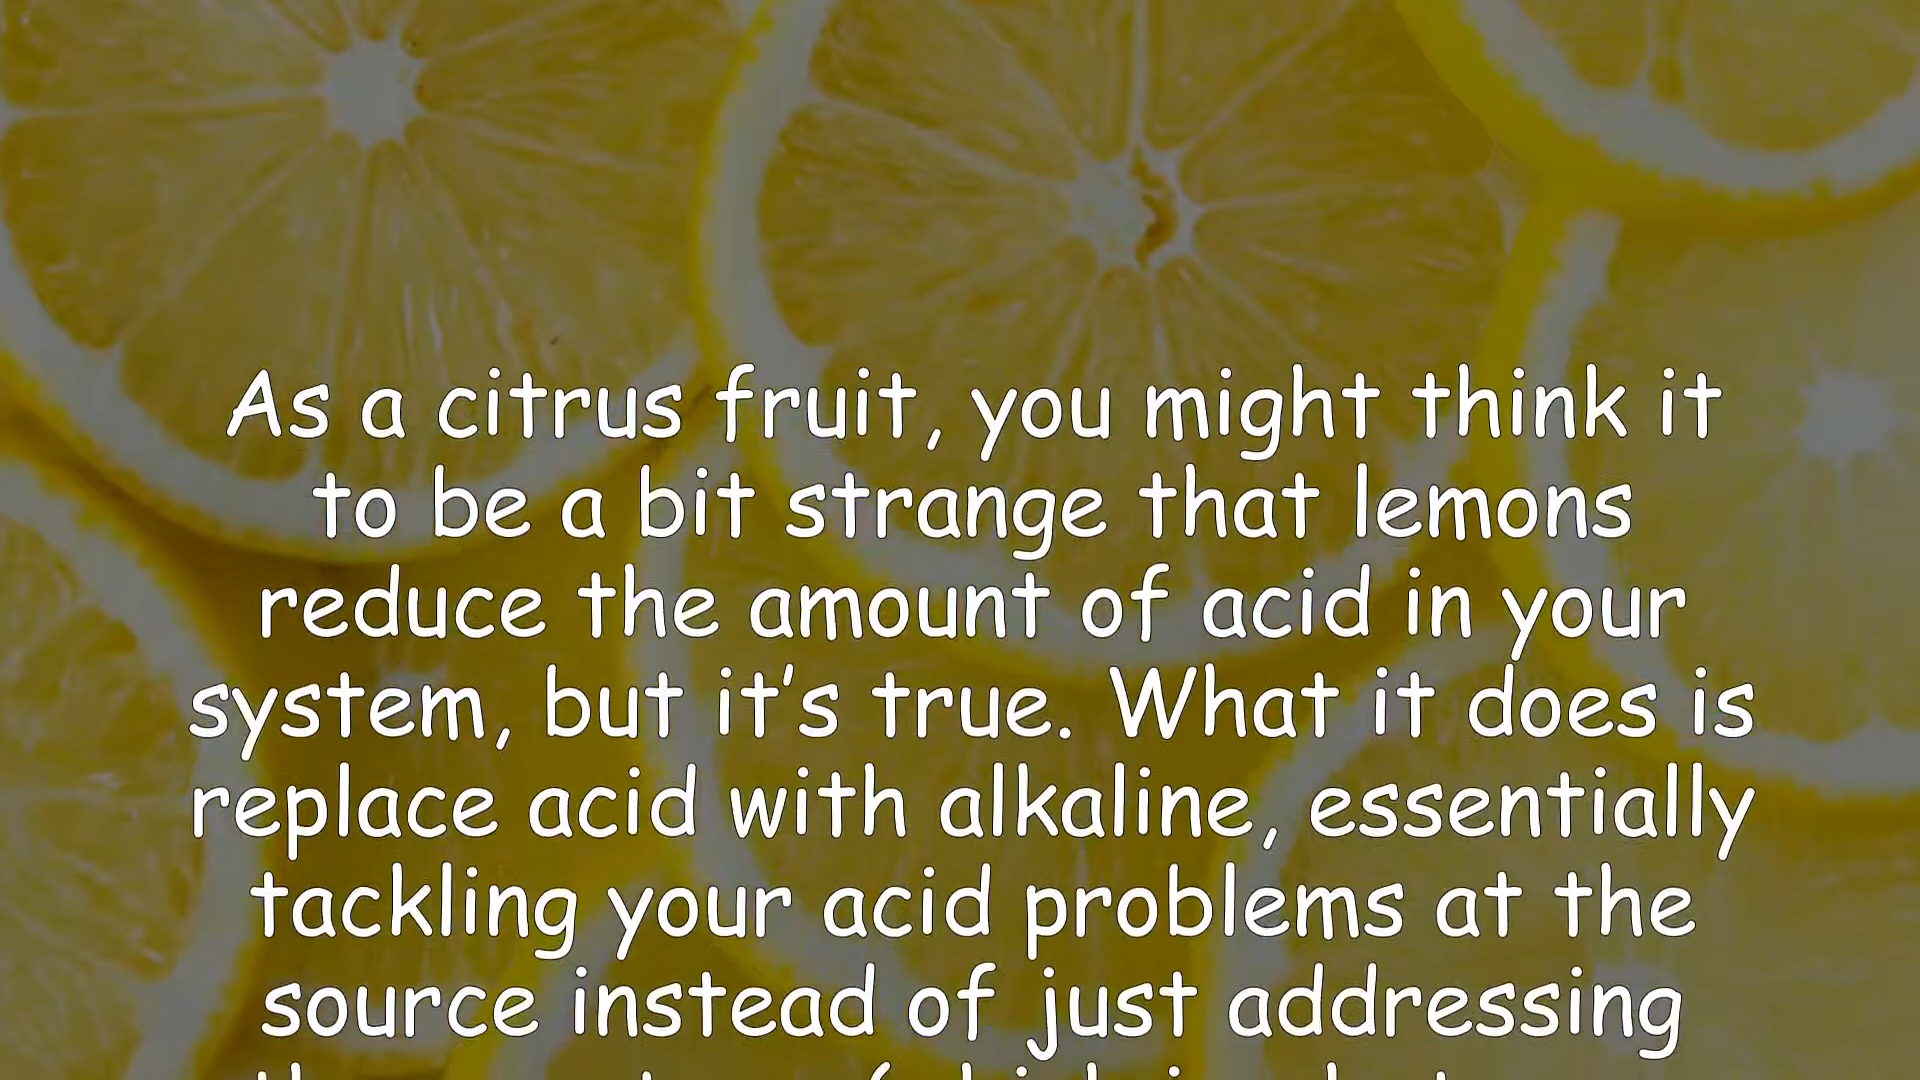 As a citrus fruit, you might think it
to be a bit strange that lemons
reduce the amount of acid in your
system, but it’s true. What it does is
replace acid with alkaline, essentially
tackling your acid problems at the
source instead of just addressing